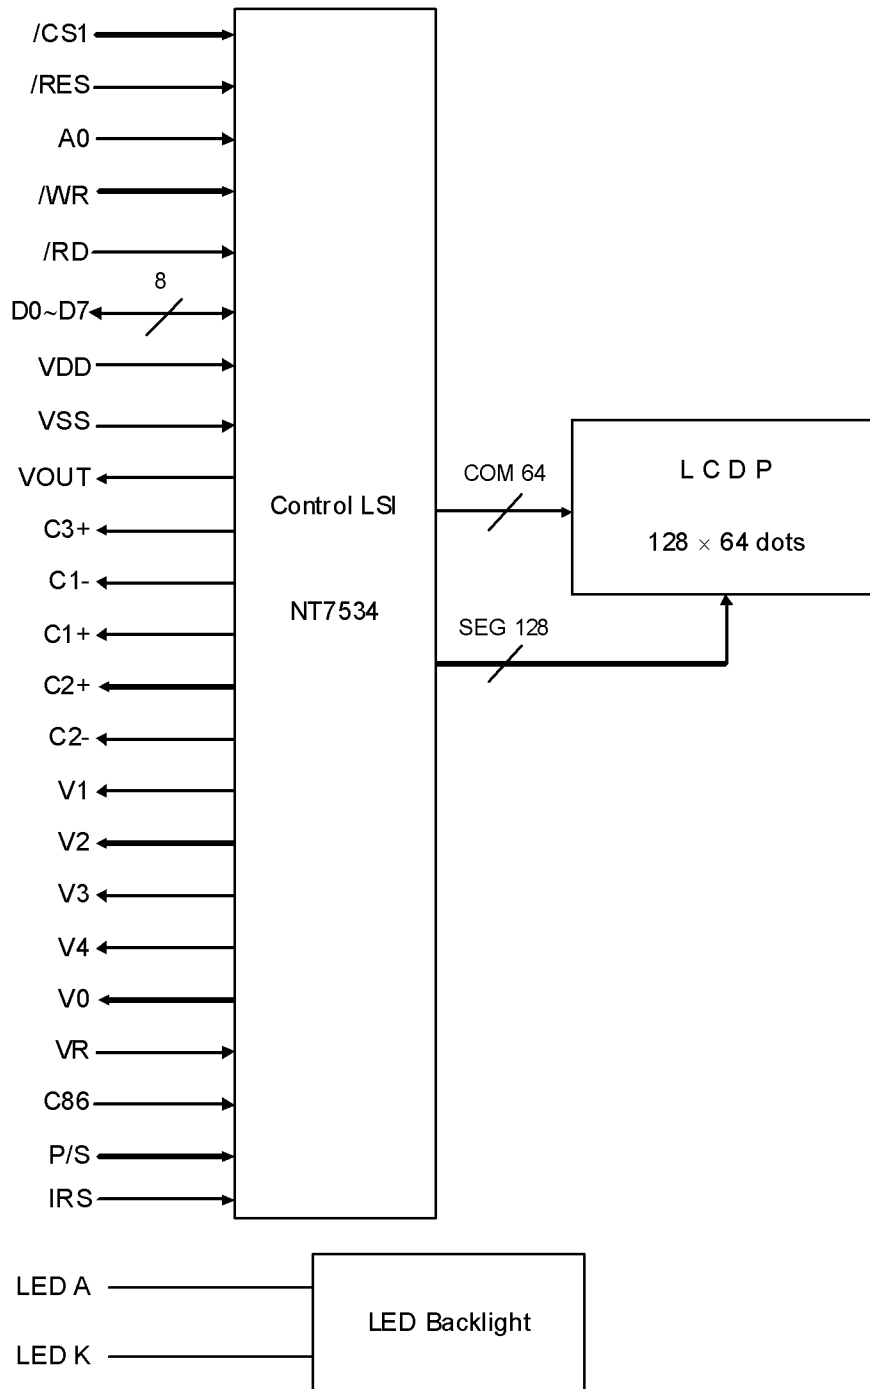 /CS1
/RES
A0
/WR
/RD
8
D0~D7
VDD
VSS
VOUT
C3+
C1-
C1+
C2+
C2-
V1
V2
V3
V4
V0
VR
C86
P/S
IRS
Control LSI
NT7534
COM 64
SEG 128
L C D P
128 × 64 dots
LED A
LED K
LED Backlight